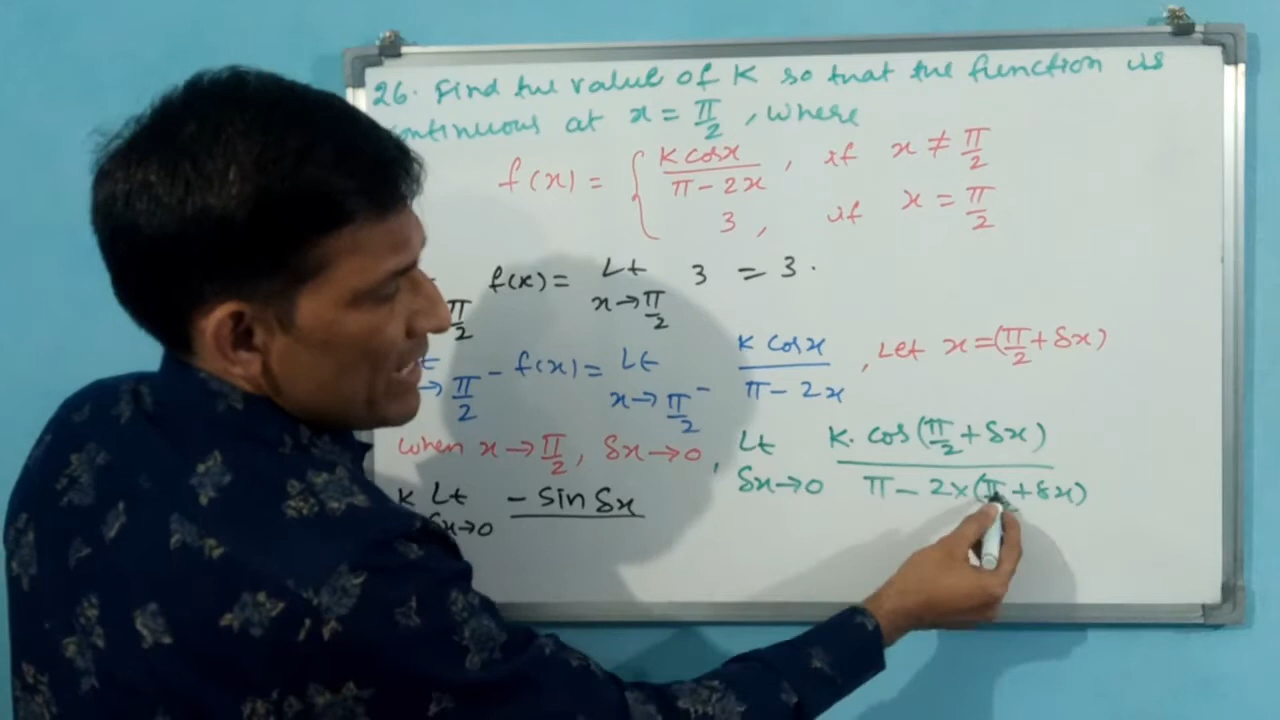 26. Find the value of K so that the function is
continuous at x = π/2, where
f(x) = { K cosx / π - 2x , if x ≠ π/2
3 , if x = π/2
π/2 f(x) = Lt x→π/2 3 = 3.
→ π/2⁻ f(x) = Lt x→π/2⁻ K cosx / π - 2x , Let x = (π/2 + δx)
When x→π/2, δx→0, Lt δx→0 K. cos(π/2 + δx) / π - 2×(π/2 + δx)
K Lt δx→0 - sin δx